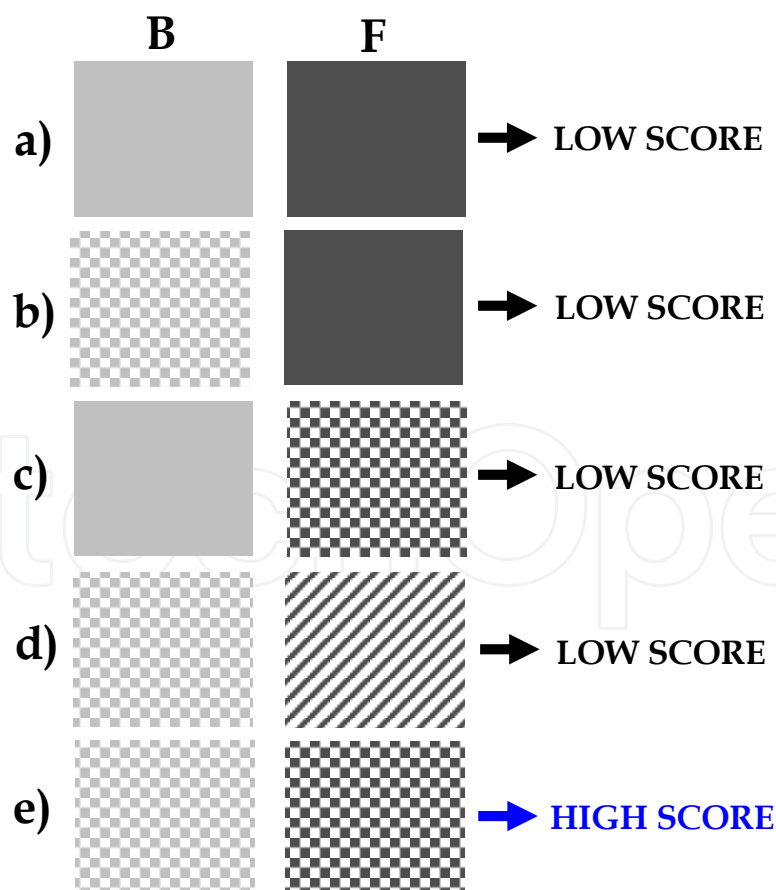 B F
a) LOW SCORE
b) LOW SCORE
c) LOW SCORE
d) LOW SCORE
e) HIGH SCORE